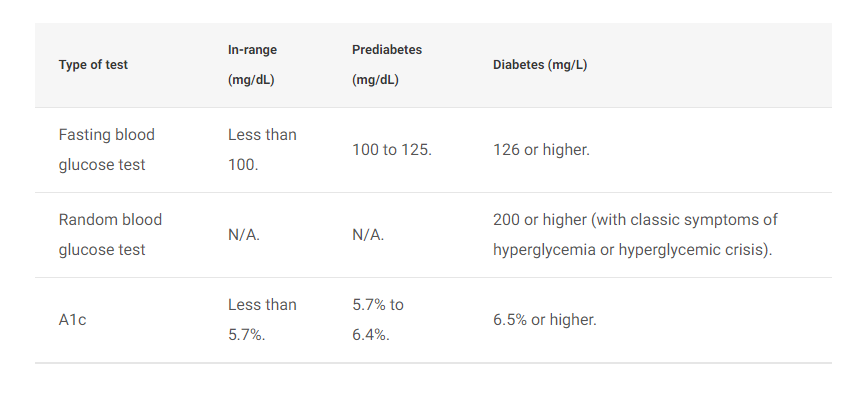 Type of test
In-range
(mg/dL)
Prediabetes
(mg/dL)
Diabetes (mg/L)
Fasting blood
glucose test
Less than
100.
100 to 125.
126 or higher.
Random blood
glucose test
N/A.
N/A.
200 or higher (with classic symptoms of
hyperglycemia or hyperglycemic crisis).
A1c
Less than
5.7%.
5.7% to
6.4%.
6.5% or higher.